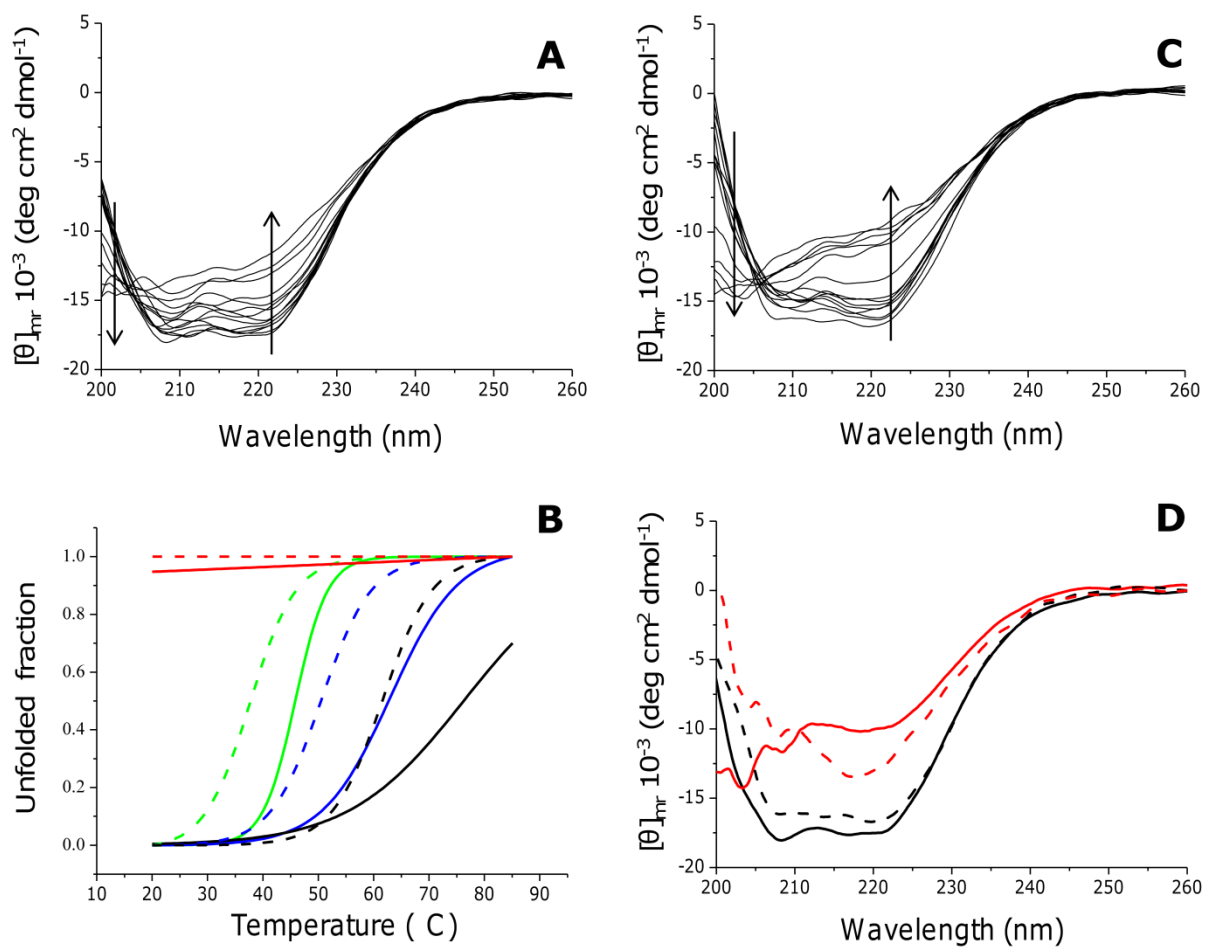 A
5
0
-5
-10
-15
-20
200 210 220 230 240 250 260
[θ]mr 10-3 (deg cm2 dmol-1)
Wavelength (nm)
C
5
0
-5
-10
-15
-20
200 210 220 230 240 250 260
[θ]mr 10-3 (deg cm2 dmol-1)
Wavelength (nm)
B
1.0
0.8
0.6
0.4
0.2
0.0
10 20 30 40 50 60 70 80 90
Unfolded fraction
Temperature ( C)
D
5
0
-5
-10
-15
-20
200 210 220 230 240 250 260
[θ]mr 10-3 (deg cm2 dmol-1)
Wavelength (nm)